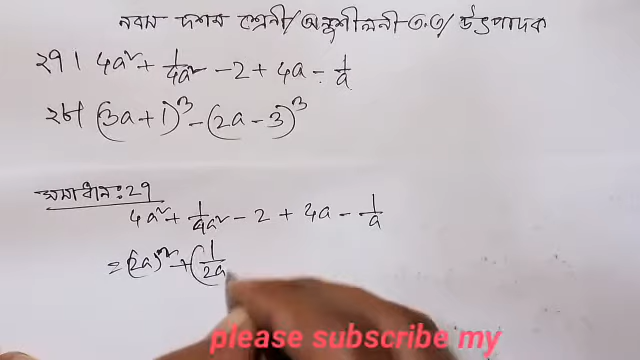 নবম দশম শ্রেনী/অনুশীলনী ৩.৩/উৎপাদক
২৭। 4a² + 1/4a² - 2 + 4a - 1/a
২৮। (3a + 1)³ - (2a - 3)³
সমাধান: 27
4a² + 1/4a² - 2 + 4a - 1/a
= (2a)² + (1/2a
please subscribe my